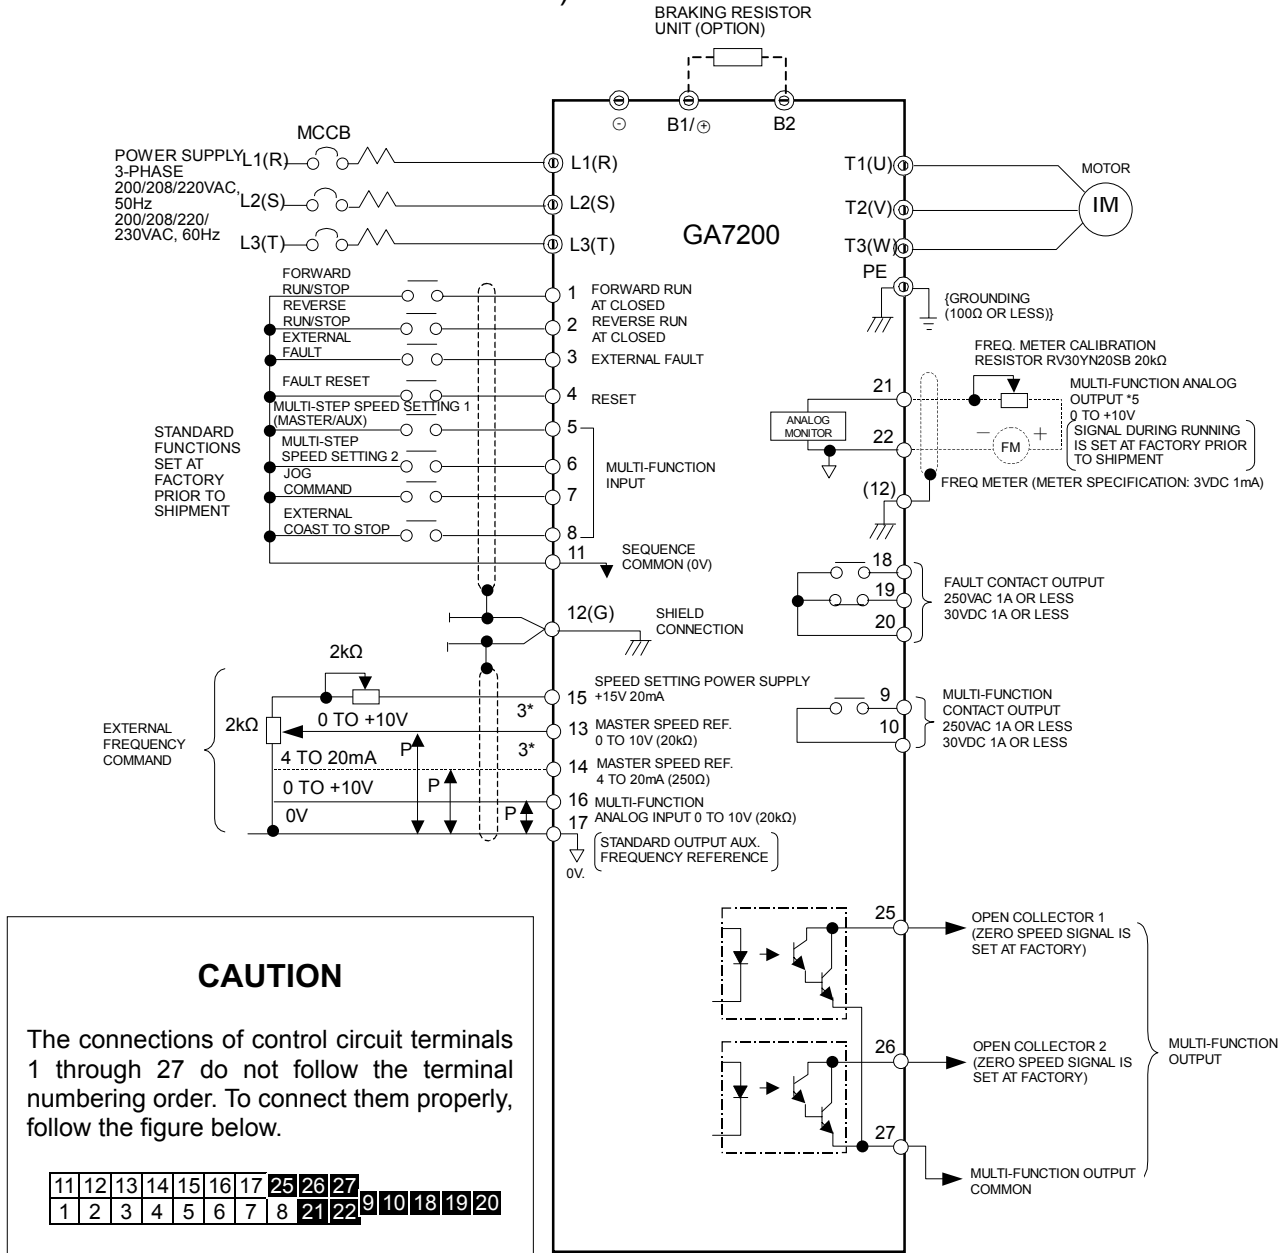 )
BRAKING RESISTOR
UNIT (OPTION)
B1/⊕
B2
MCCB
POWER SUPPLY
3-PHASE
200/208/220VAC,
50Hz
200/208/220/
230VAC, 60Hz
L1(R)
L2(S)
L3(T)
L1(R)
L2(S)
L3(T)
GA7200
T1(U)
T2(V)
T3(W)
PE
MOTOR
IM
{GROUNDING
(100Ω OR LESS)}
FORWARD
RUN/STOP
REVERSE
RUN/STOP
EXTERNAL
FAULT
FAULT RESET
MULTI-STEP SPEED SETTING 1
(MASTER/AUX)
MULTI-STEP
SPEED SETTING 2
JOG
COMMAND
EXTERNAL
COAST TO STOP
STANDARD
FUNCTIONS
SET AT
FACTORY
PRIOR TO
SHIPMENT
1 FORWARD RUN
AT CLOSED
2 REVERSE RUN
AT CLOSED
3 EXTERNAL FAULT
4 RESET
5
6
7
8
MULTI-FUNCTION
INPUT
11 SEQUENCE
COMMON (0V)
12(G) SHIELD
CONNECTION
FREQ. METER CALIBRATION
RESISTOR RV30YN20SB 20kΩ
21
22
(12)
ANALOG
MONITOR
MULTI-FUNCTION ANALOG
OUTPUT *5
0 TO +10V
SIGNAL DURING RUNNING
IS SET AT FACTORY PRIOR
TO SHIPMENT
− FM +
FREQ METER (METER SPECIFICATION: 3VDC 1mA)
18
19
20
FAULT CONTACT OUTPUT
250VAC 1A OR LESS
30VDC 1A OR LESS
9
10
MULTI-FUNCTION
CONTACT OUTPUT
250VAC 1A OR LESS
30VDC 1A OR LESS
EXTERNAL
FREQUENCY
COMMAND
2kΩ
2kΩ
0 TO +10V
4 TO 20mA
0 TO +10V
0V
P
P
P
3*
3*
15 SPEED SETTING POWER SUPPLY
+15V 20mA
13 MASTER SPEED REF.
0 TO 10V (20kΩ)
14 MASTER SPEED REF.
4 TO 20mA (250Ω)
16 MULTI-FUNCTION
ANALOG INPUT 0 TO 10V (20kΩ)
17
STANDARD OUTPUT AUX.
FREQUENCY REFERENCE
0V.
25
OPEN COLLECTOR 1
(ZERO SPEED SIGNAL IS
SET AT FACTORY)
26
OPEN COLLECTOR 2
(ZERO SPEED SIGNAL IS
SET AT FACTORY)
27
MULTI-FUNCTION OUTPUT
COMMON
MULTI-FUNCTION
OUTPUT
CAUTION
The connections of control circuit terminals
1 through 27 do not follow the terminal
numbering order. To connect them properly,
follow the figure below.
11 12 13 14 15 16 17 25 26 27
1 2 3 4 5 6 7 8 21 22 9 10 18 19 20